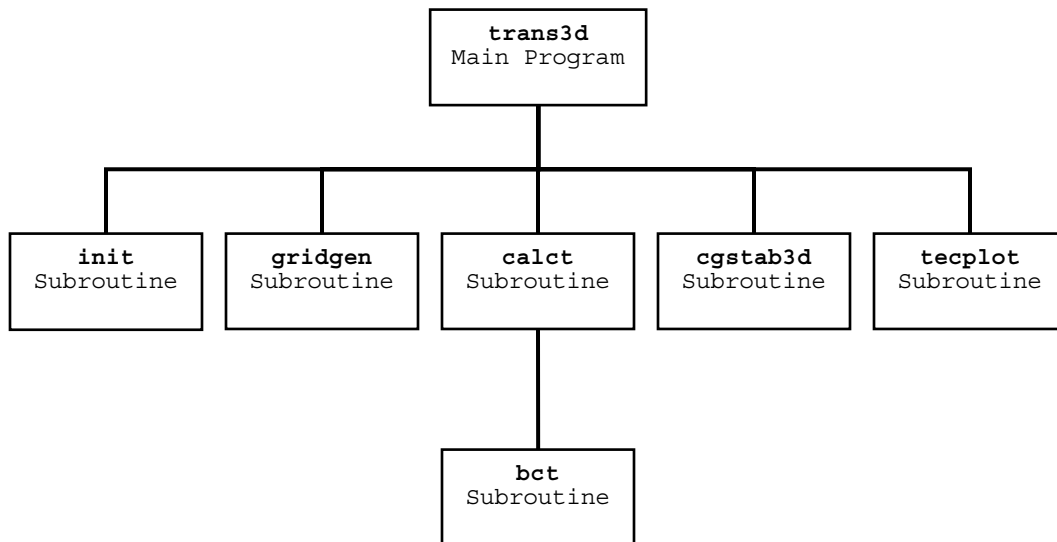 trans3d
Main Program
init
Subroutine
gridgen
Subroutine
calct
Subroutine
cgstab3d
Subroutine
tecplot
Subroutine
bct
Subroutine